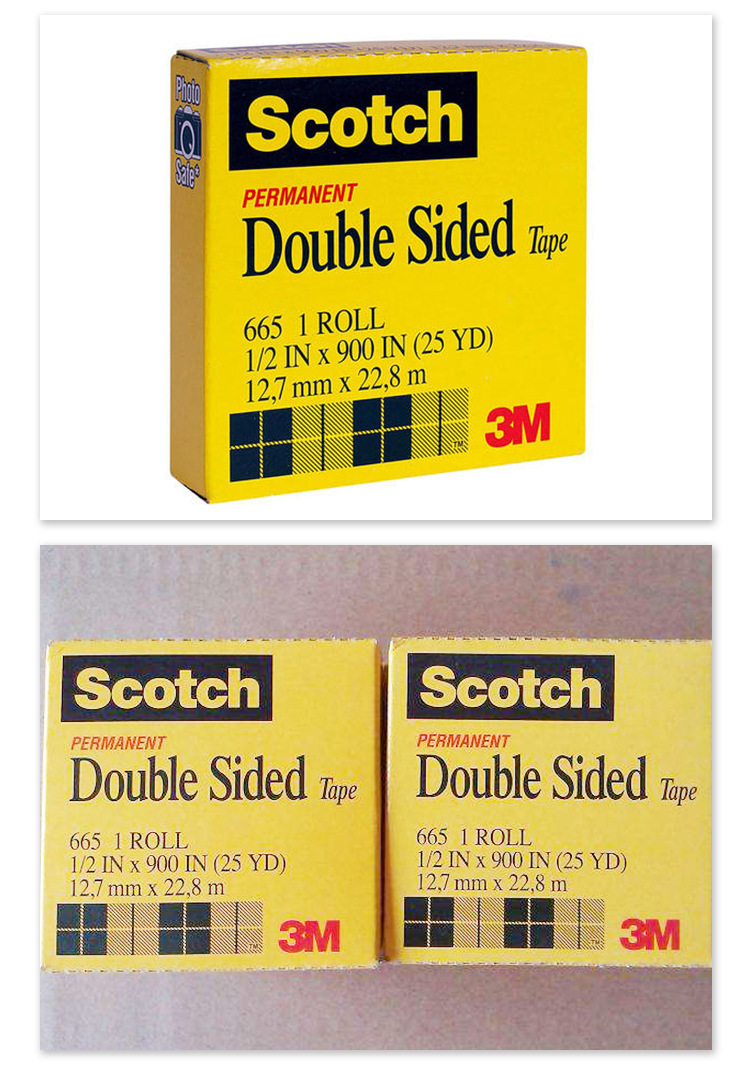 Photo
Safe*
Scotch
PERMANENT
Double Sided Tape
665 1 ROLL
1/2 IN x 900 IN (25 YD)
12,7 mm x 22,8 m
TM
3M
Scotch
PERMANENT
Double Sided Tape
665 1 ROLL
1/2 IN x 900 IN (25 YD)
12,7 mm x 22,8 m
TM
3M
Scotch
PERMANENT
Double Sided Tape
665 1 ROLL
1/2 IN x 900 IN (25 YD)
12,7 mm x 22,8 m
TM
3M